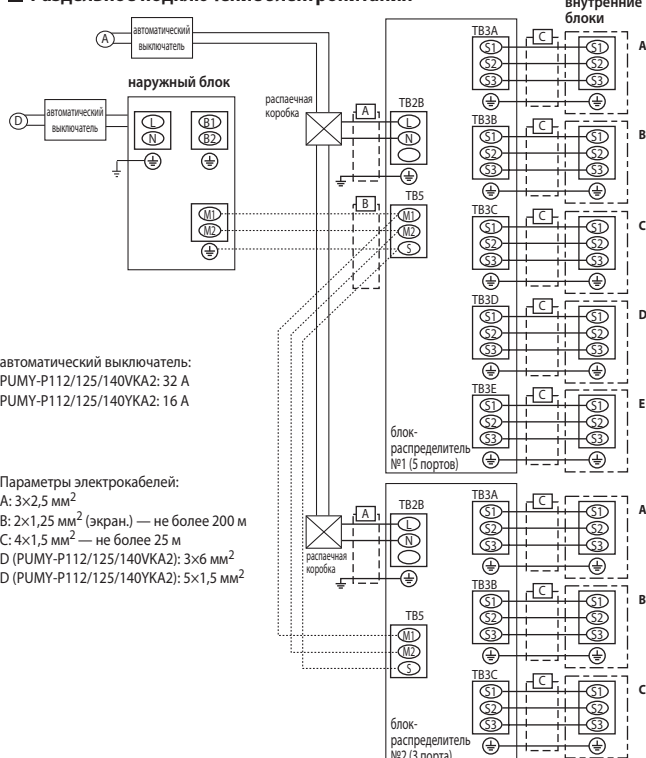 Раздельное подключение электропитания
внутренние
блоки
A
автоматический
выключатель
наружный блок
D
автоматический
выключатель
L
N
B1
B2
M1
M2
распаечная
коробка
A
TB2B
L
N
B
TB5
M1
M2
S
TB3A
S1
S2
S3
C
S1
S2
S3
A
TB3B
S1
S2
S3
C
S1
S2
S3
B
TB3C
S1
S2
S3
C
S1
S2
S3
C
TB3D
S1
S2
S3
C
S1
S2
S3
D
TB3E
S1
S2
S3
C
S1
S2
S3
E
блок-
распределитель
№1 (5 портов)
автоматический выключатель:
PUMY-P112/125/140VKA2: 32 А
PUMY-P112/125/140YKA2: 16 А
Параметры электрокабелей:
A: 3×2,5 мм2
B: 2×1,25 мм2 (экран.) — не более 200 м
C: 4×1,5 мм2 — не более 25 м
D (PUMY-P112/125/140VKA2): 3×6 мм2
D (PUMY-P112/125/140YKA2): 5×1,5 мм2
распаечная
коробка
A
TB2B
L
N
TB5
M1
M2
S
TB3A
S1
S2
S3
C
S1
S2
S3
A
TB3B
S1
S2
S3
C
S1
S2
S3
B
TB3C
S1
S2
S3
C
S1
S2
S3
C
блок-
распределитель
№2 (3 порта)